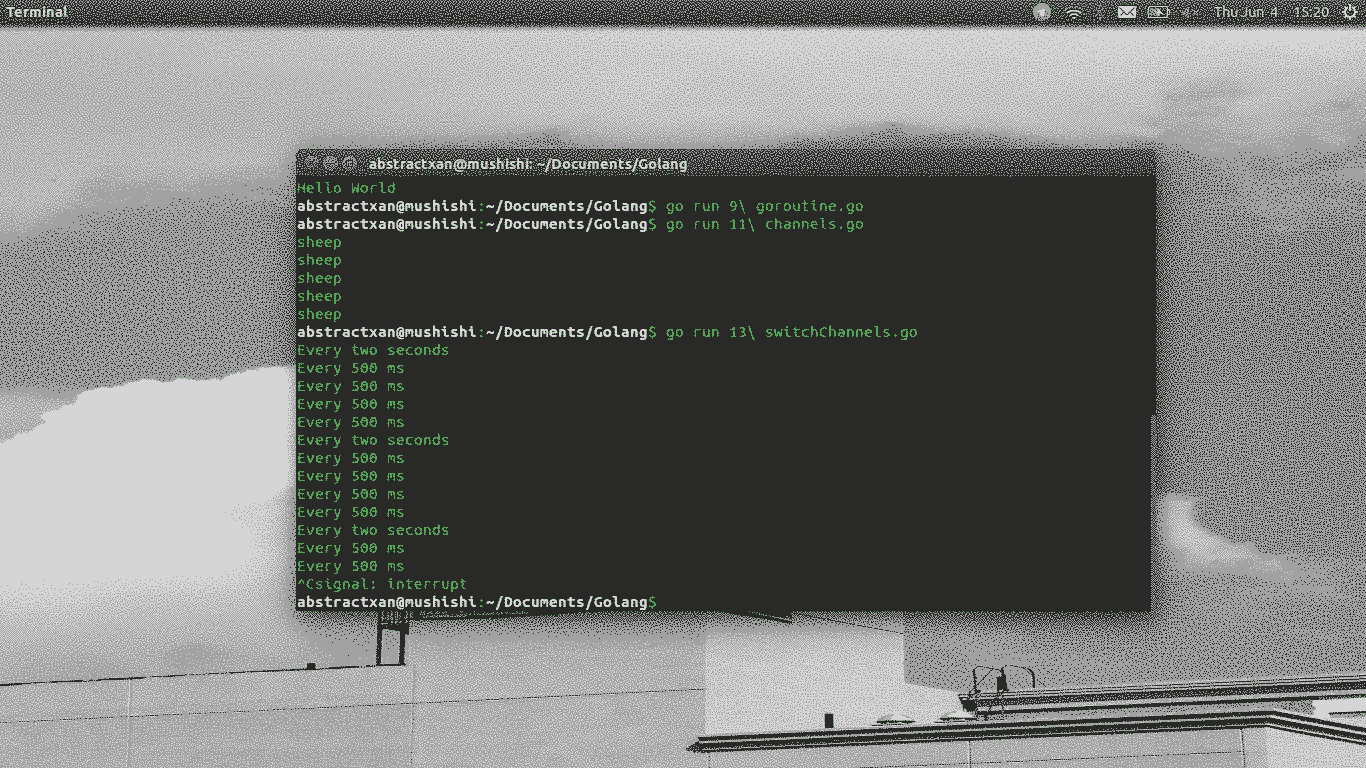 Terminal
Thu Jun 4 15:20
abstractxan@mushishi: ~/Documents/Golang
Hello World
abstractxan@mushishi:~/Documents/Golang$ go run 9\ goroutine.go
abstractxan@mushishi:~/Documents/Golang$ go run 11\ channels.go
sheep
sheep
sheep
sheep
sheep
abstractxan@mushishi:~/Documents/Golang$ go run 13\ switchChannels.go
Every two seconds
Every 500 ms
Every 500 ms
Every 500 ms
Every 500 ms
Every two seconds
Every 500 ms
Every 500 ms
Every 500 ms
Every 500 ms
Every two seconds
Every 500 ms
Every 500 ms
^Csignal: interrupt
abstractxan@mushishi:~/Documents/Golang$